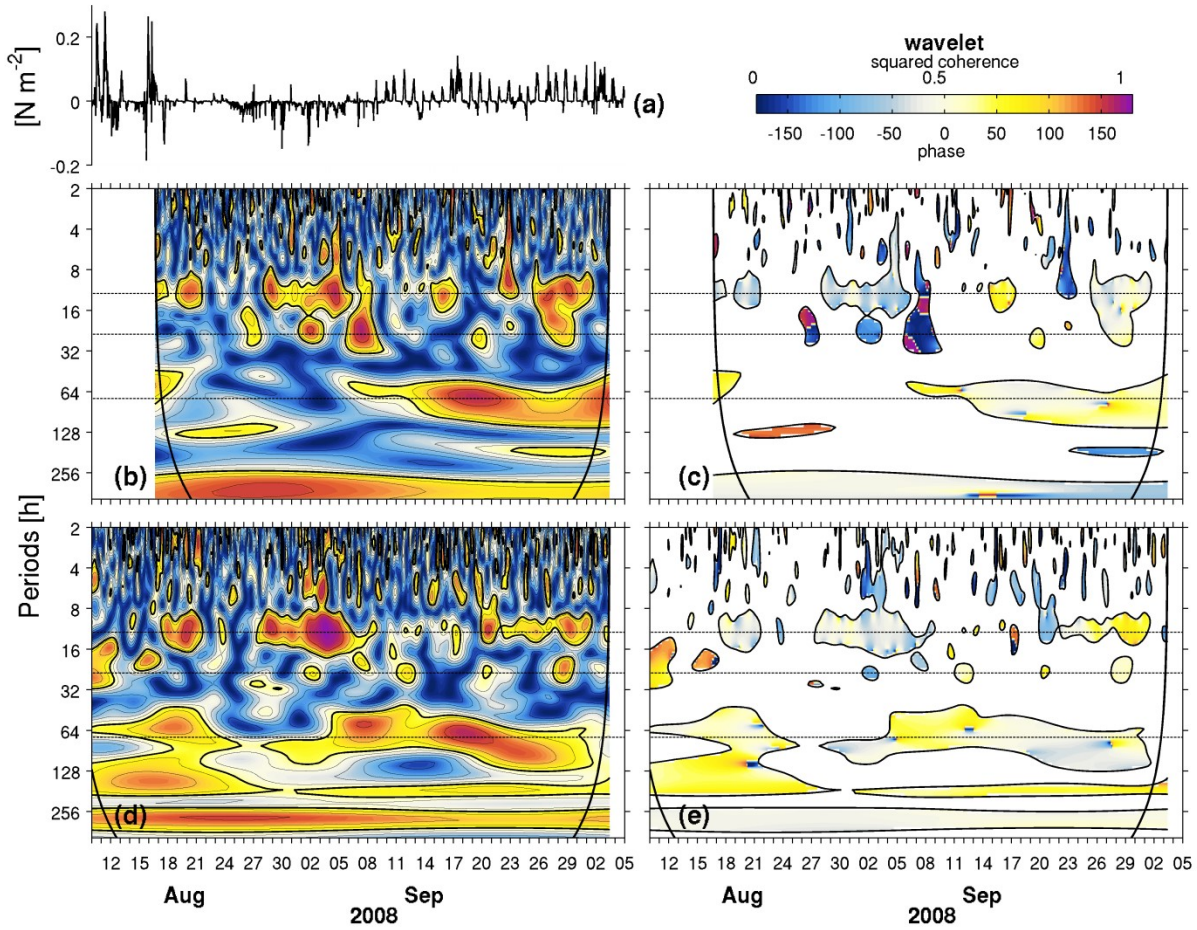 0.2
0
-0.2
[N m-2]
(a)
wavelet
squared coherence
0 0.5 1
-150 -100 -50 0 50 100 150
phase
2
4
8
16
32
64
128
256
(b)
(c)
Periods [h]
2
4
8
16
32
64
128
256
(d)
(e)
12 15 18 21 24 27 30 02 05 08 11 14 17 20 23 26 29 02 05
12 15 18 21 24 27 30 02 05 08 11 14 17 20 23 26 29 02 05
Aug Sep
2008
Aug Sep
2008